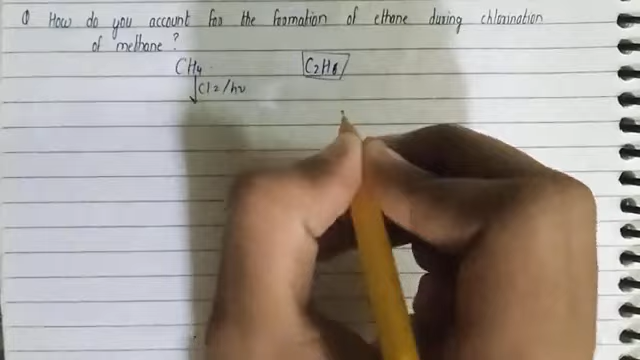 Q How do you account for the formation of ethane during chlorination
of methane ?
CH4 C2H6
Cl2/hν